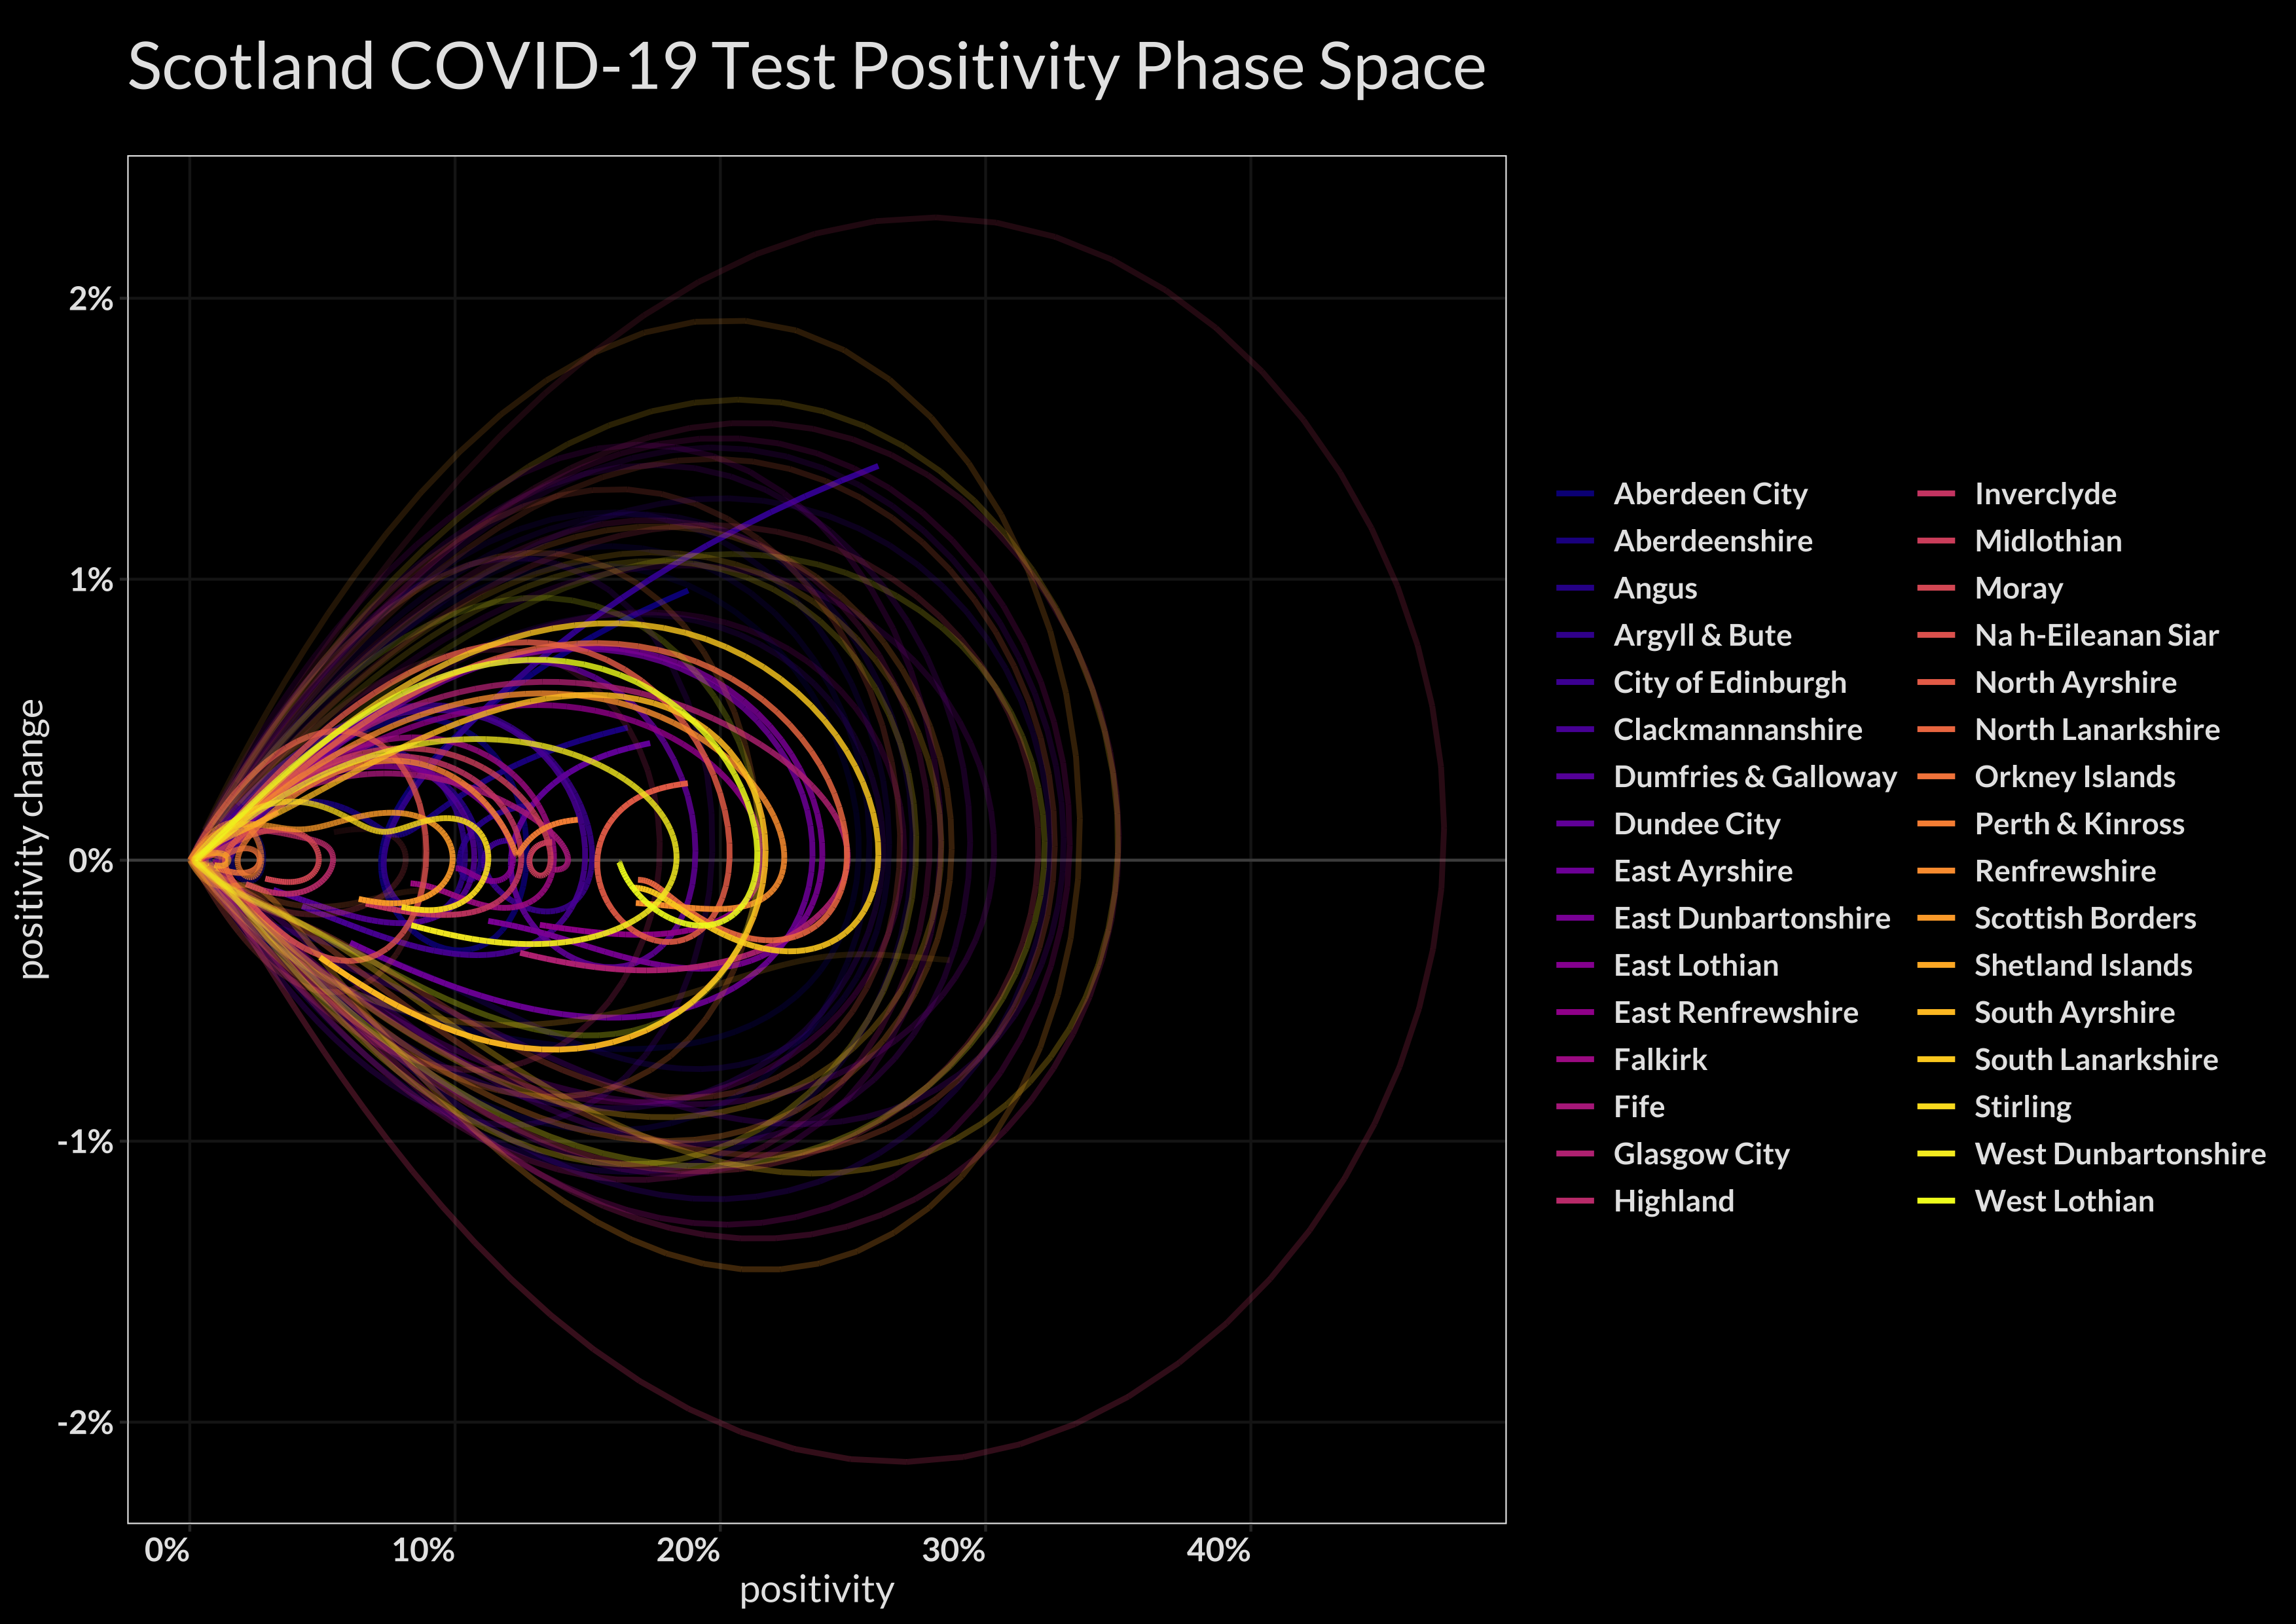 Scotland COVID-19 Test Positivity Phase Space
positivity change
2%
1%
0%
-1%
-2%
0% 10% 20% 30% 40%
positivity
Aberdeen City
Aberdeenshire
Angus
Argyll & Bute
City of Edinburgh
Clackmannanshire
Dumfries & Galloway
Dundee City
East Ayrshire
East Dunbartonshire
East Lothian
East Renfrewshire
Falkirk
Fife
Glasgow City
Highland
Inverclyde
Midlothian
Moray
Na h-Eileanan Siar
North Ayrshire
North Lanarkshire
Orkney Islands
Perth & Kinross
Renfrewshire
Scottish Borders
Shetland Islands
South Ayrshire
South Lanarkshire
Stirling
West Dunbartonshire
West Lothian